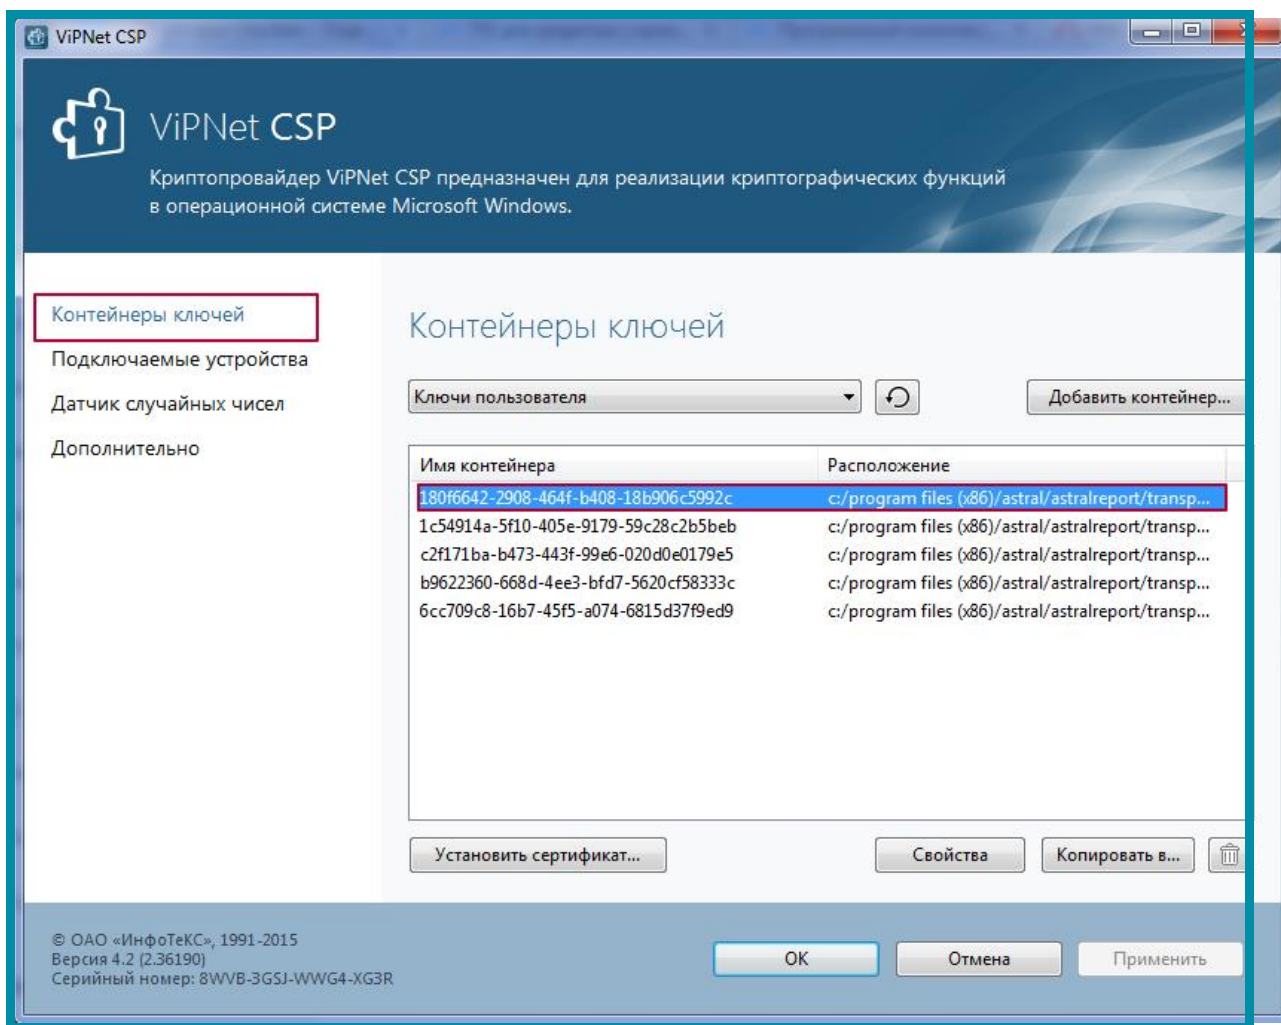 ViPNet CSP
ViPNet CSP
Криптопровайдер ViPNet CSP предназначен для реализации криптографических функций
в операционной системе Microsoft Windows.
Контейнеры ключей
Подключаемые устройства
Датчик случайных чисел
Дополнительно
Контейнеры ключей
Ключи пользователя
Добавить контейнер...
Имя контейнера Расположение
180f6642-2908-464f-b408-18b906c5992c c:/program files (x86)/astral/astralreport/transp...
1c54914a-5f10-405e-9179-59c28c2b5beb c:/program files (x86)/astral/astralreport/transp...
c2f171ba-b473-443f-99e6-020d0e0179e5 c:/program files (x86)/astral/astralreport/transp...
b9622360-668d-4ee3-bfd7-5620cf58333c c:/program files (x86)/astral/astralreport/transp...
6cc709c8-16b7-45f5-a074-6815d37f9ed9 c:/program files (x86)/astral/astralreport/transp...
Установить сертификат... Свойства Копировать в...
© ОАО «ИнфоТеКС», 1991-2015
Версия 4.2 (2.36190)
Серийный номер: 8WVB-3GSJ-WWG4-XG3R
OK Отмена Применить